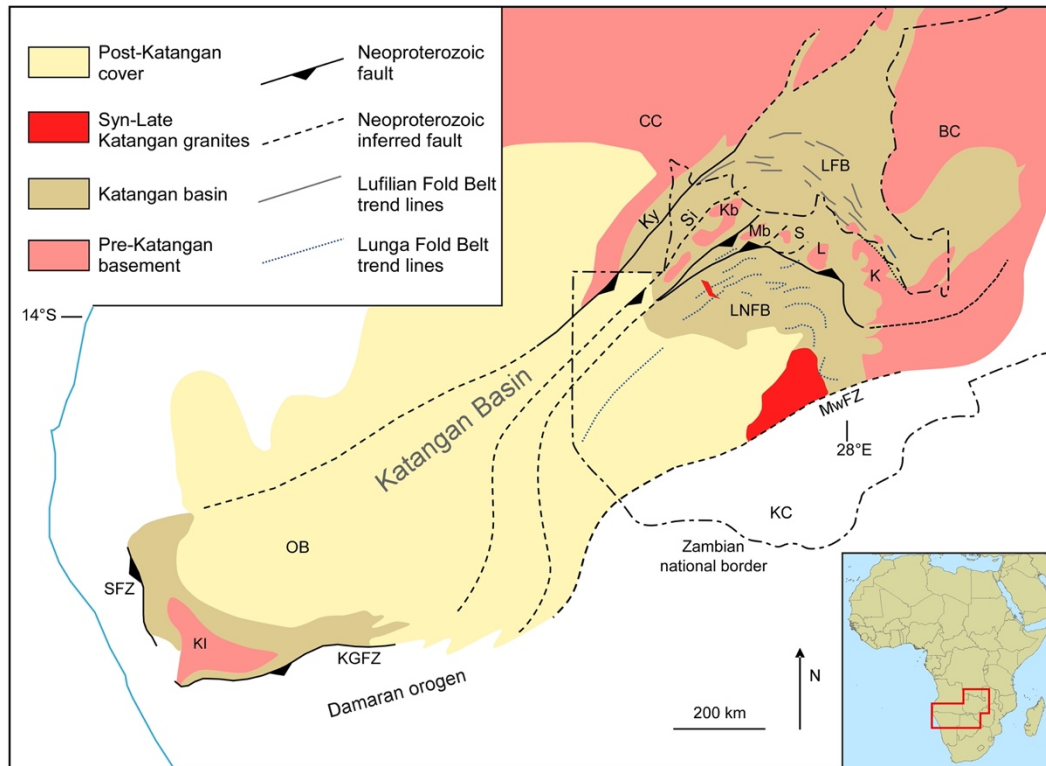 Post-Katangan
cover
Syn-Late
Katangan granites
Katangan basin
Pre-Katangan
basement
Neoproterozoic
fault
Neoproterozoic
inferred fault
Lufilian Fold Belt
trend lines
Lunga Fold Belt
trend lines
CC
BC
LFB
Ky
Si
Kb
Mb
S
L
K
LNFB
14°S
MwFZ
28°E
Katangan Basin
KC
OB
Zambian
national border
SFZ
KI
KGFZ
Damaran orogen
200 km
N